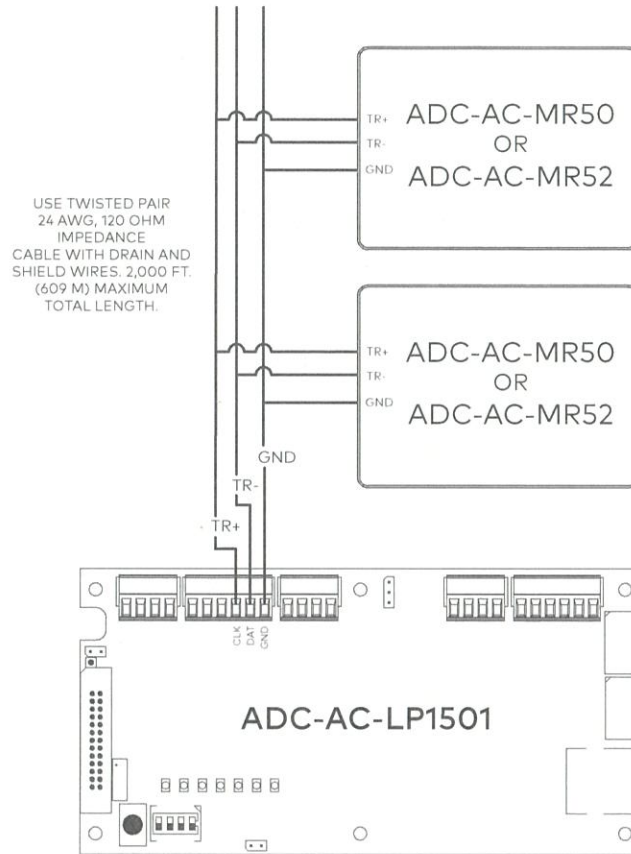 TR+
TR-
GND
ADC-AC-MR50
OR
ADC-AC-MR52
USE TWISTED PAIR
24 AWG, 120 OHM
IMPEDANCE
CABLE WITH DRAIN AND
SHIELD WIRES. 2,000 FT.
(609 M) MAXIMUM
TOTAL LENGTH.
TR+
TR-
GND
ADC-AC-MR50
OR
ADC-AC-MR52
GND
TR-
TR+
CLK
DAT
GND
ADC-AC-LP1501